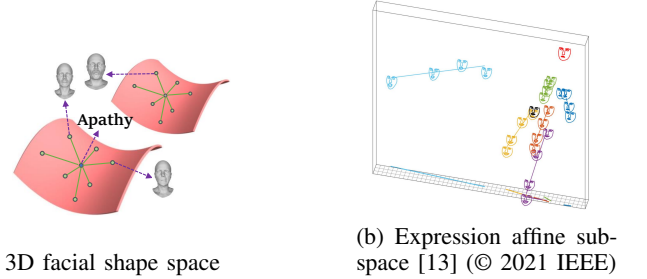 Apathy
3D facial shape space
(b) Expression affine sub-
space [13] (© 2021 IEEE)